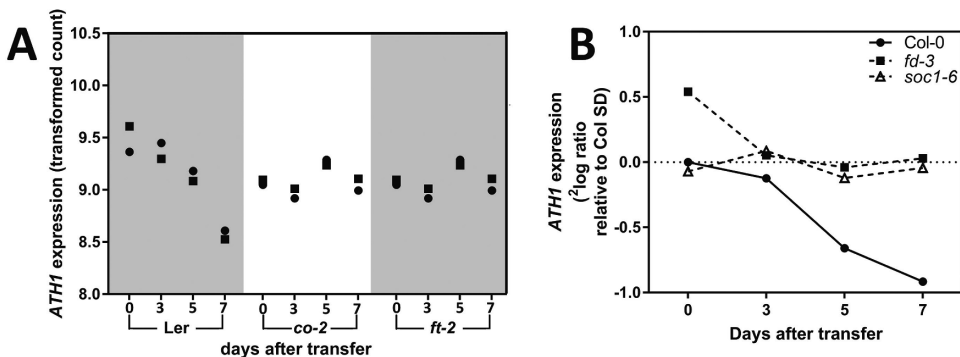 A
ATH1 expression (transformed count)
10.5
10.0
9.5
9.0
8.5
8.0
0 3 5 7 0 3 5 7 0 3 5 7
Ler co-2 ft-2
days after transfer
B
Col-0
fd-3
soc1-6
ATH1 expression
(²log ratio
relative to Col SD)
1.0
0.5
0.0
-0.5
-1.0
0 3 5 7
Days after transfer